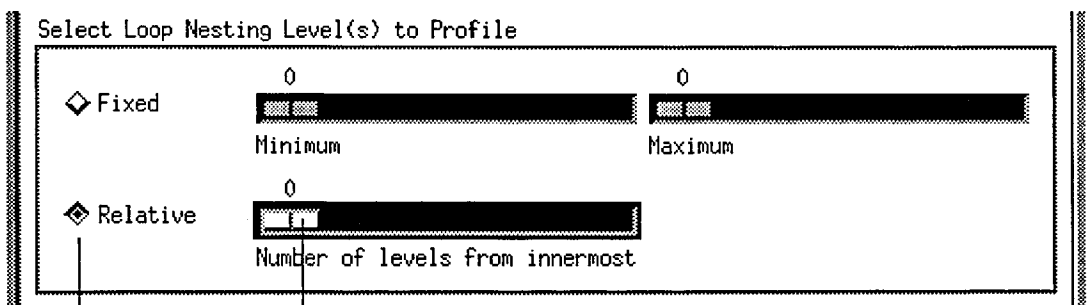 Select Loop Nesting Level(s) to Profile
0 0
Fixed
Minimum Maximum
0
Relative
Number of levels from innermost